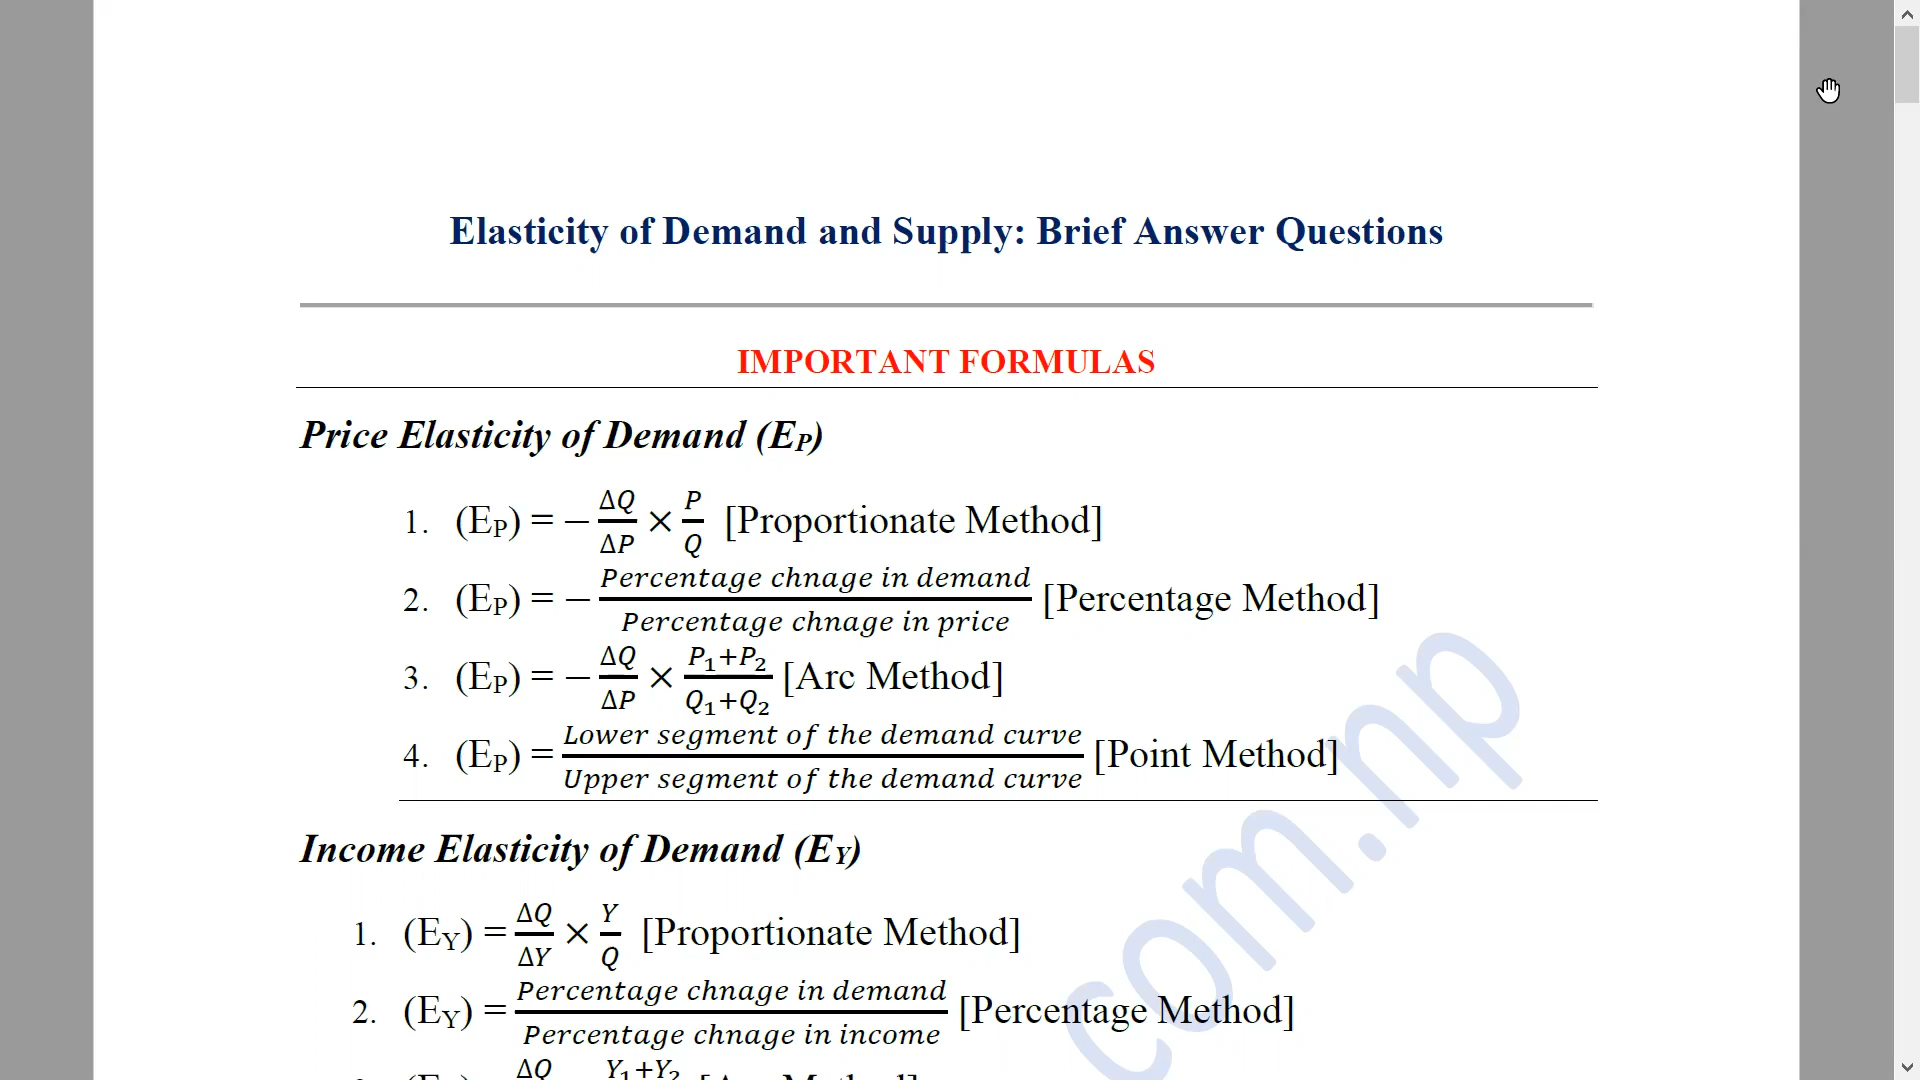 Elasticity of Demand and Supply: Brief Answer Questions
IMPORTANT FORMULAS
Price Elasticity of Demand (EP)
1. (EP) = − ΔQ/ΔP × P/Q [Proportionate Method]
2. (EP) = − Percentage chnage in demand/Percentage chnage in price [Percentage Method]
3. (EP) = − ΔQ/ΔP × P₁+P₂/Q₁+Q₂ [Arc Method]
4. (EP) = Lower segment of the demand curve/Upper segment of the demand curve [Point Method]
Income Elasticity of Demand (EY)
1. (EY) = ΔQ/ΔY × Y/Q [Proportionate Method]
2. (EY) = Percentage chnage in demand/Percentage chnage in income [Percentage Method]
ΔQ Y₁+Y₂
com.np